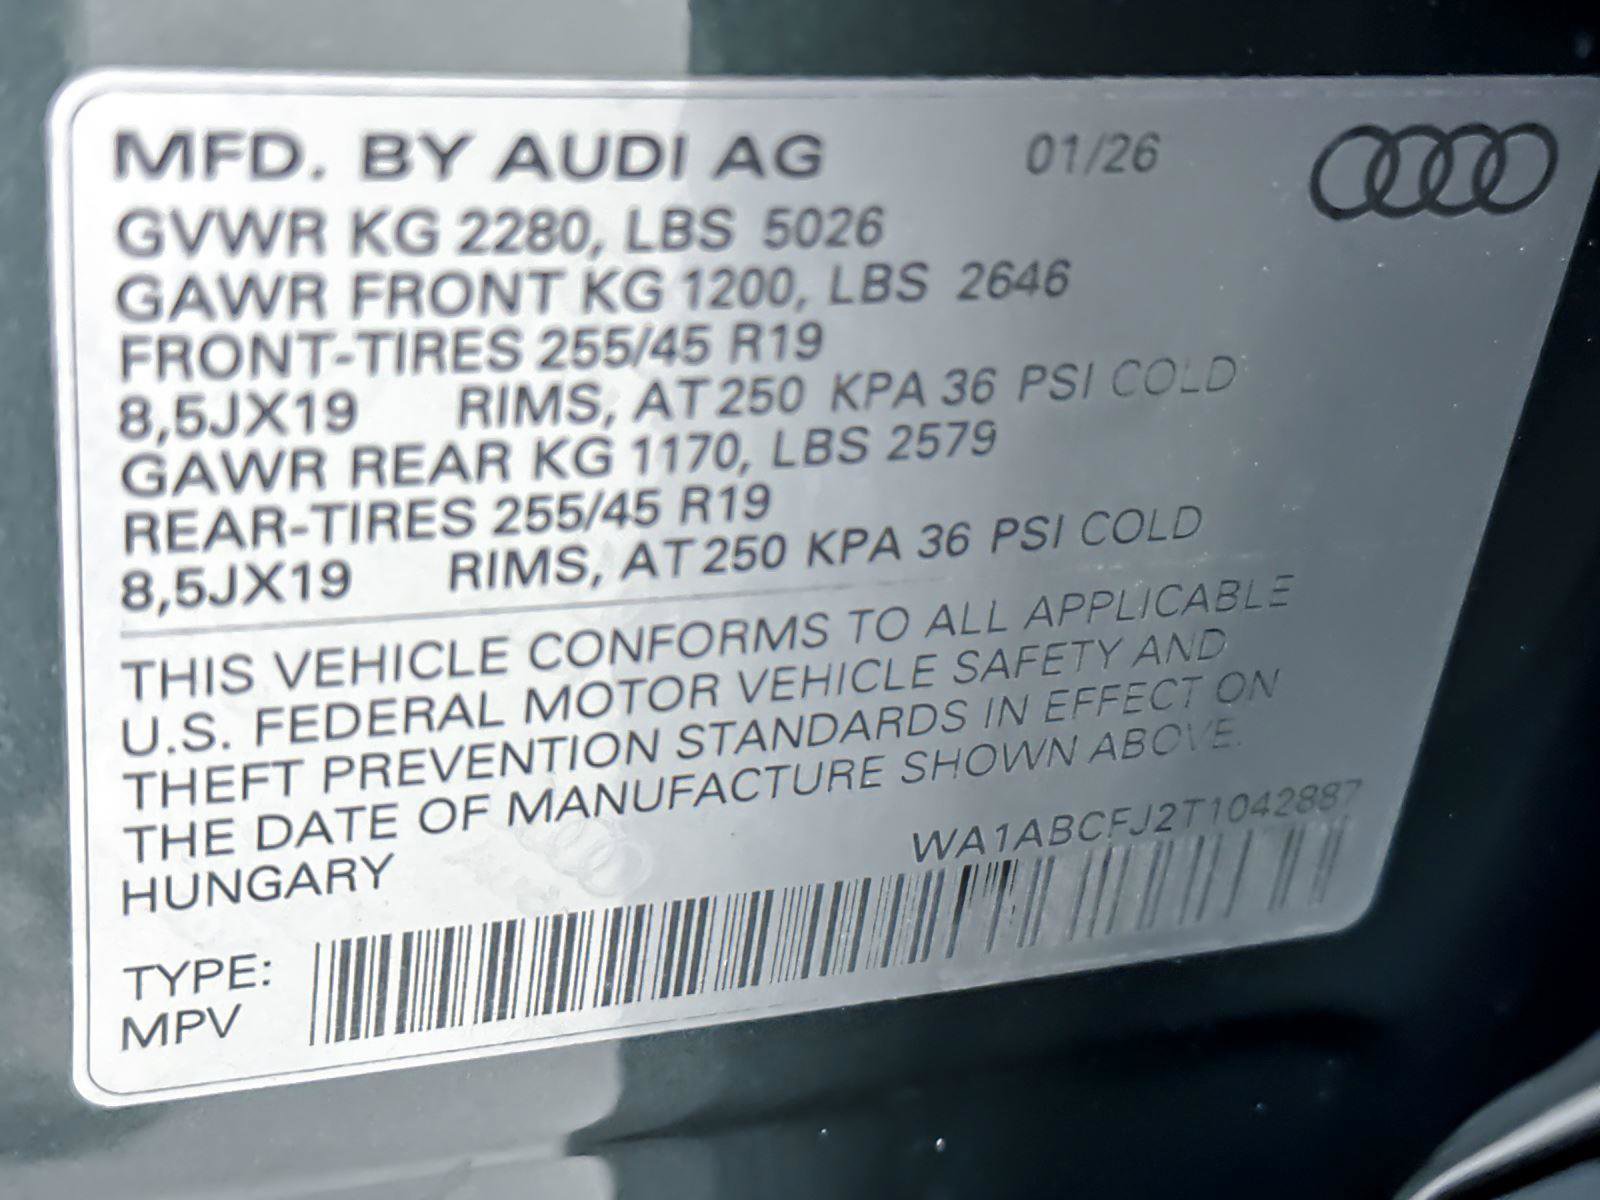 MFD. BY AUDI AG 01/26
GVWR KG 2280, LBS 5026
GAWR FRONT KG 1200, LBS 2646
FRONT-TIRES 255/45 R19
8,5JX19 RIMS, AT 250 KPA 36 PSI COLD
GAWR REAR KG 1170, LBS 2579
REAR-TIRES 255/45 R19
8,5JX19 RIMS, AT 250 KPA 36 PSI COLD
THIS VEHICLE CONFORMS TO ALL APPLICABLE
U.S. FEDERAL MOTOR VEHICLE SAFETY AND
THEFT PREVENTION STANDARDS IN EFFECT ON
THE DATE OF MANUFACTURE SHOWN ABOVE.
HUNGARY
WA1ABCFJ2T1042887
TYPE:
MPV